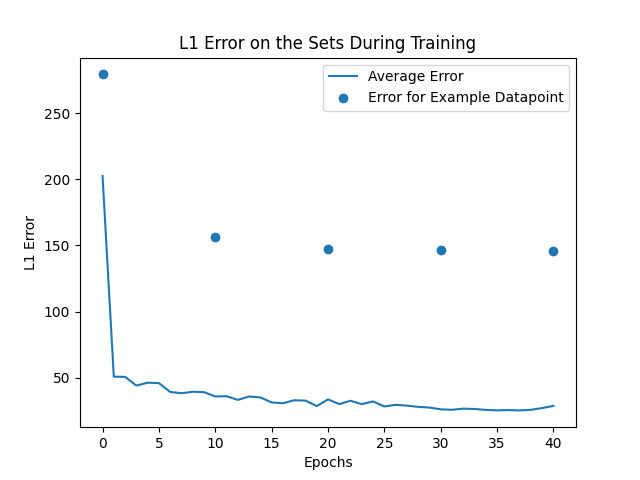 L1 Error on the Sets During Training
Average Error
Error for Example Datapoint
L1 Error
250
200
150
100
50
0 5 10 15 20 25 30 35 40
Epochs